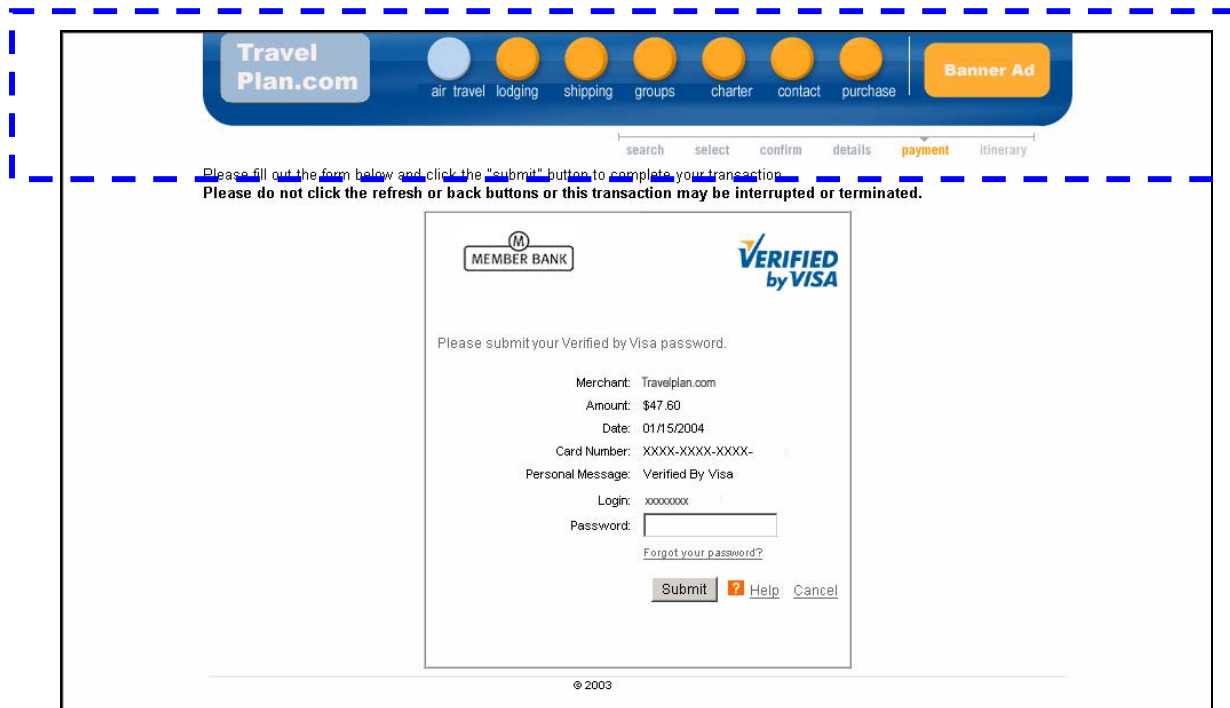 Travel
Plan.com
air travel lodging shipping groups charter contact purchase
Banner Ad
search select confirm details payment itinerary
Please fill out the form below and click the "submit" button to complete your transaction
Please do not click the refresh or back buttons or this transaction may be interrupted or terminated.
M
MEMBER BANK
VERIFIED
by VISA
Please submit your Verified by Visa password.
Merchant: Travelplan.com
Amount: $47.60
Date: 01/15/2004
Card Number: XXXX-XXXX-XXXX-
Personal Message: Verified By Visa
Login: xxxxxxxx
Password:
Forgot your password?
Submit ? Help Cancel
© 2003